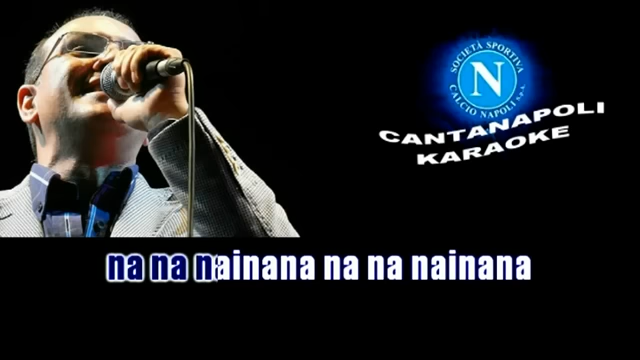 SOCIETÀ SPORTIVA
N
CALCIO NAPOLI S.p.A.
CANTANAPOLI
KARAOKE
na na nainana na na nainana